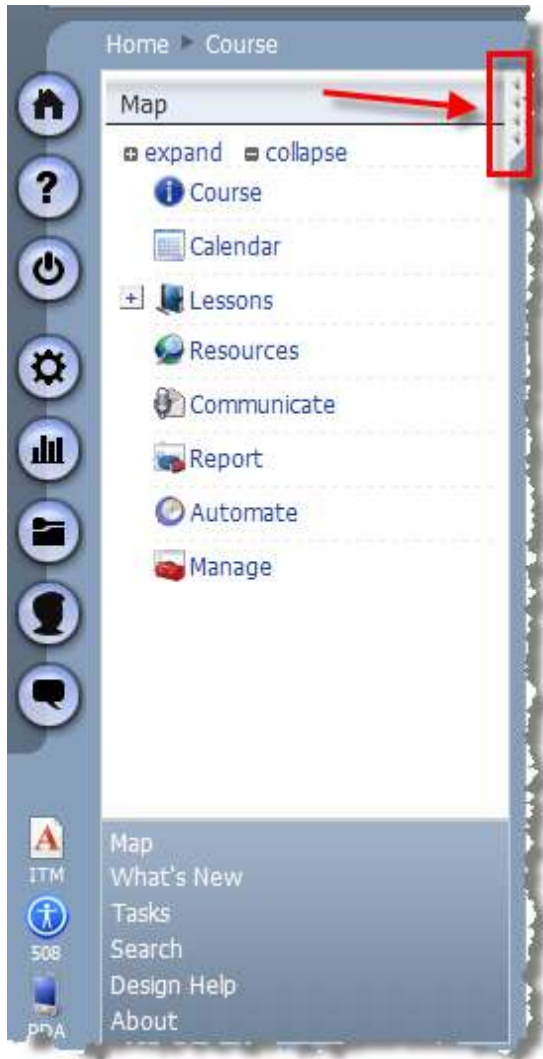 Home ▶ Course
Map
expand collapse
Course
Calendar
Lessons
Resources
Communicate
Report
Automate
Manage
Map
What's New
Tasks
Search
Design Help
About
ITM
508
PDA